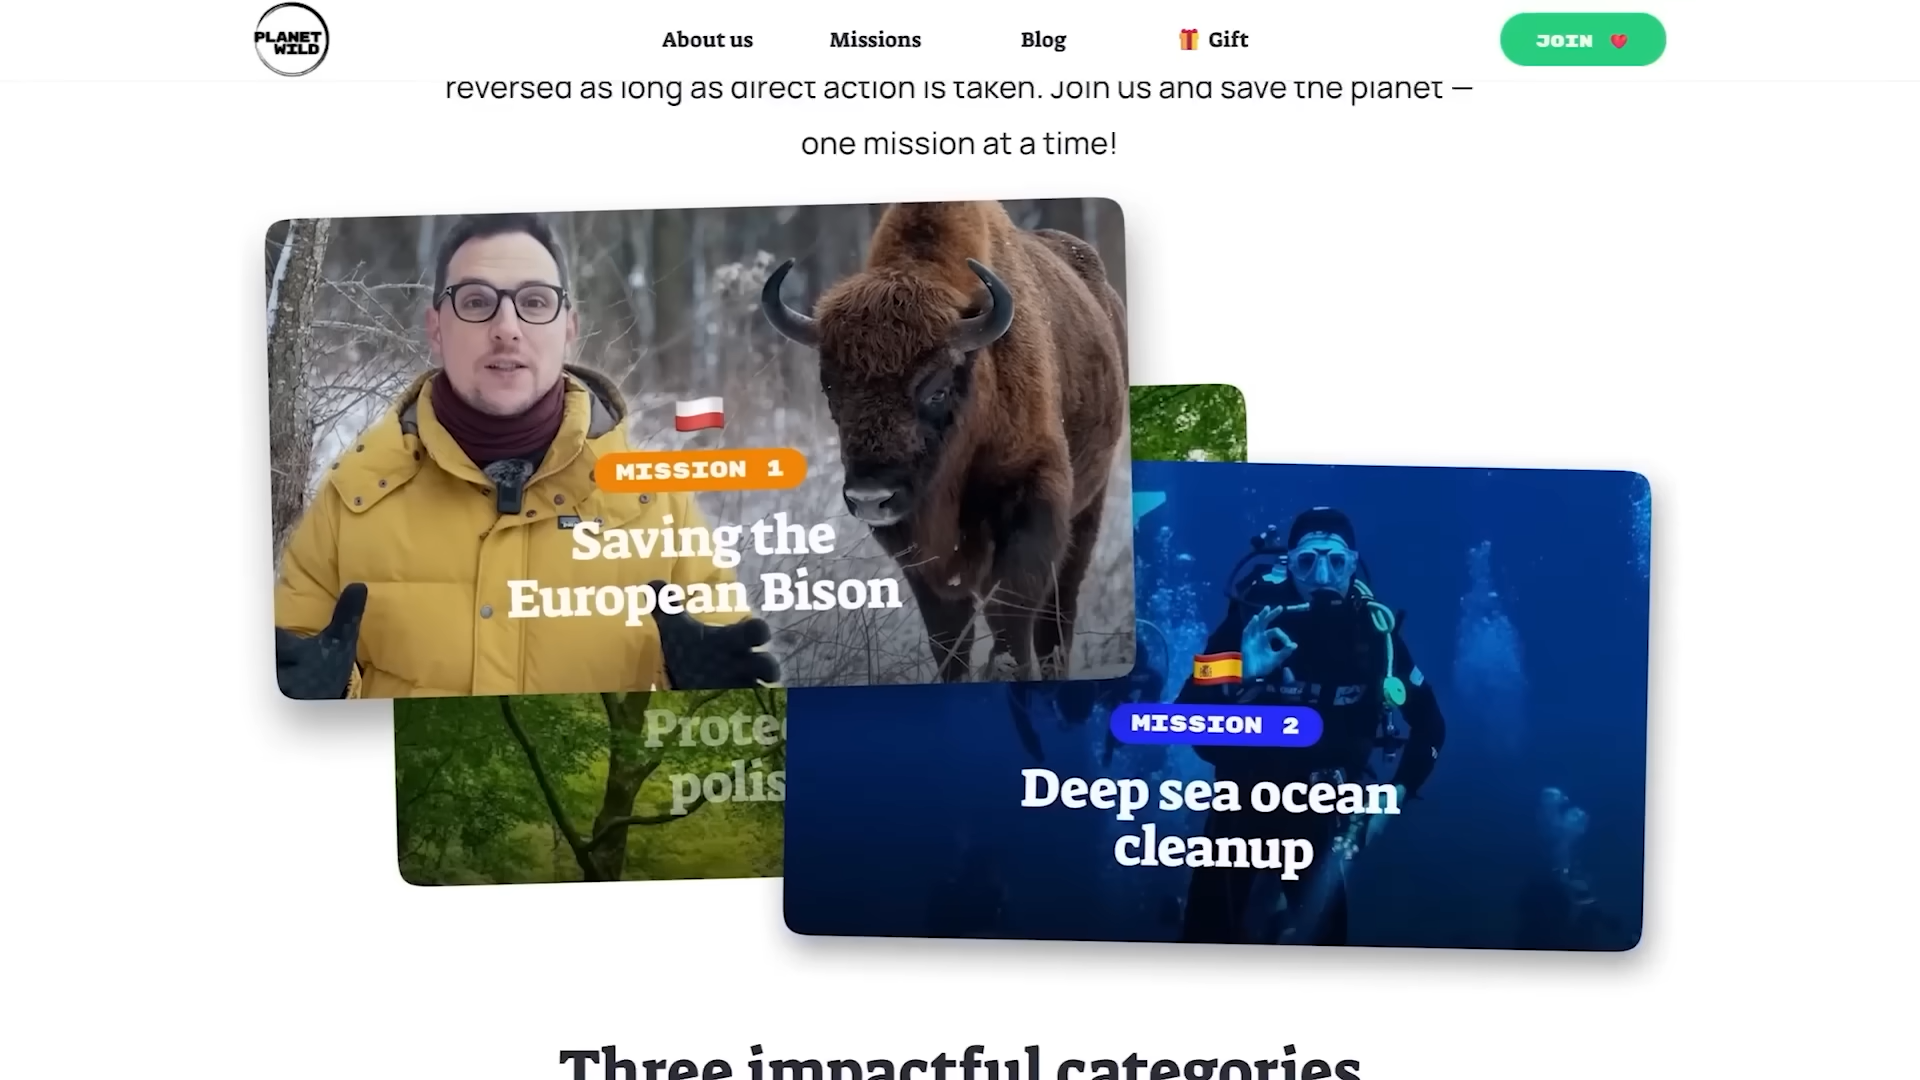 PLANET
WILD
About us
Missions
Blog
Gift
JOIN
reversed as long as direct action is taken. Join us and save the planet —
one mission at a time!
MISSION 1
Saving the
European Bison
Protec
polis
MISSION 2
Deep sea ocean
cleanup
Three impactful categories